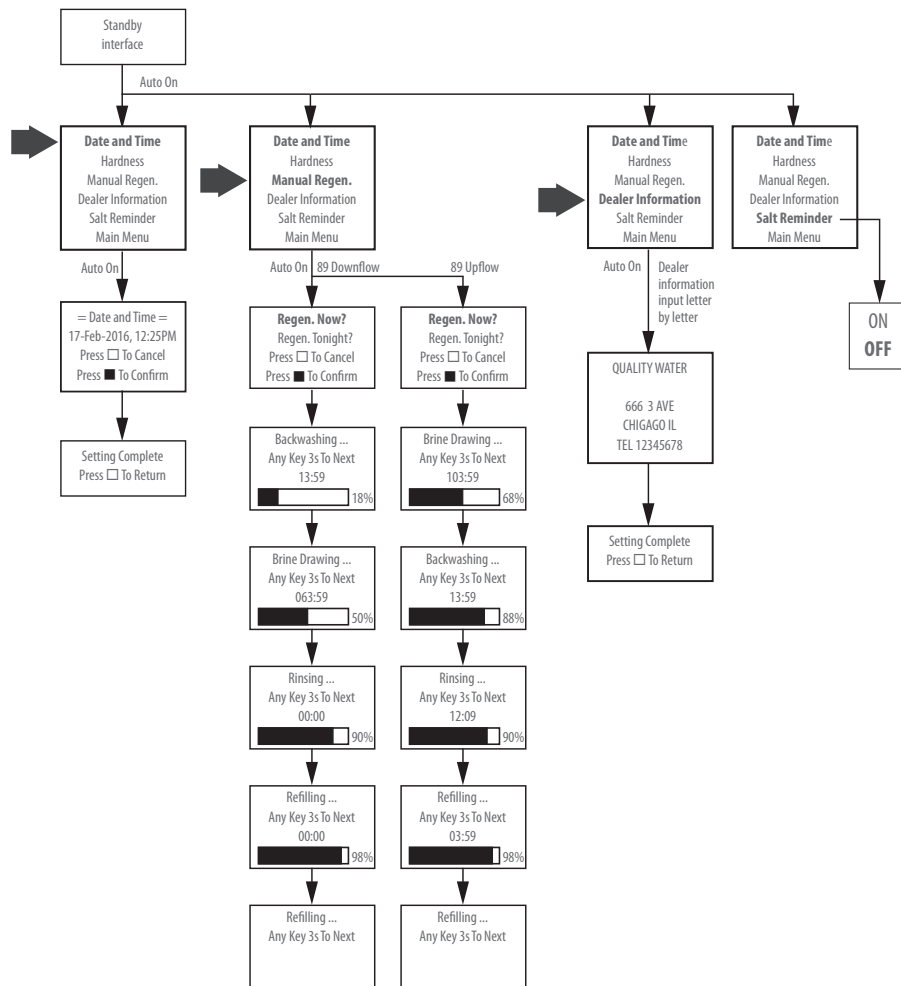 Standby
interface
Auto On
Date and Time
Hardness
Manual Regen.
Dealer Information
Salt Reminder
Main Menu
Auto On
= Date and Time =
17-Feb-2016, 12:25PM
Press □ To Cancel
Press ■ To Confirm
Setting Complete
Press □ To Return
Date and Time
Hardness
Manual Regen.
Dealer Information
Salt Reminder
Main Menu
Auto On
89 Downflow
89 Upflow
Regen. Now?
Regen. Tonight?
Press □ To Cancel
Press ■ To Confirm
Backwashing ...
Any Key 3s To Next
13:59
18%
Brine Drawing ...
Any Key 3s To Next
063:59
50%
Rinsing ...
Any Key 3s To Next
00:00
90%
Refilling ...
Any Key 3s To Next
00:00
98%
Refilling ...
Any Key 3s To Next
Regen. Now?
Regen. Tonight?
Press □ To Cancel
Press ■ To Confirm
Brine Drawing ...
Any Key 3s To Next
103:59
68%
Backwashing ...
Any Key 3s To Next
13:59
88%
Rinsing ...
Any Key 3s To Next
12:09
90%
Refilling ...
Any Key 3s To Next
03:59
98%
Refilling ...
Any Key 3s To Next
Date and Time
Hardness
Manual Regen.
Dealer Information
Salt Reminder
Main Menu
Auto On
Dealer
information
input letter
by letter
QUALITY WATER
666 3 AVE
CHIGAGO IL
TEL 12345678
Setting Complete
Press □ To Return
Date and Time
Hardness
Manual Regen.
Dealer Information
Salt Reminder
Main Menu
ON
OFF